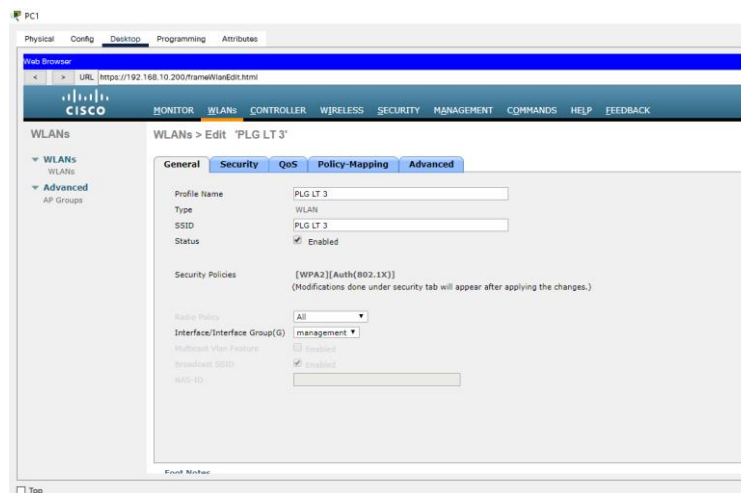 PC1
Physical Config Desktop Programming Attributes
Web Browser
< > URL https://192.168.10.200/frameWlanEdit.html
CISCO
MONITOR WLANs CONTROLLER WIRELESS SECURITY MANAGEMENT COMMANDS HELP FEEDBACK
WLANs
WLANs > Edit 'PLG LT 3'
WLANs
WLANs
Advanced
AP Groups
General Security QoS Policy-Mapping Advanced
Profile Name PLG LT 3
Type WLAN
SSID PLG LT 3
Status Enabled
Security Policies [WPA2][Auth(802.1X)]
(Modifications done under security tab will appear after applying the changes.)
Radio Policy All
Interface/Interface Group(G) management
Multicast Vlan Feature Enabled
Broadcast SSID Enabled
NAS-ID
Foot Notes
Top